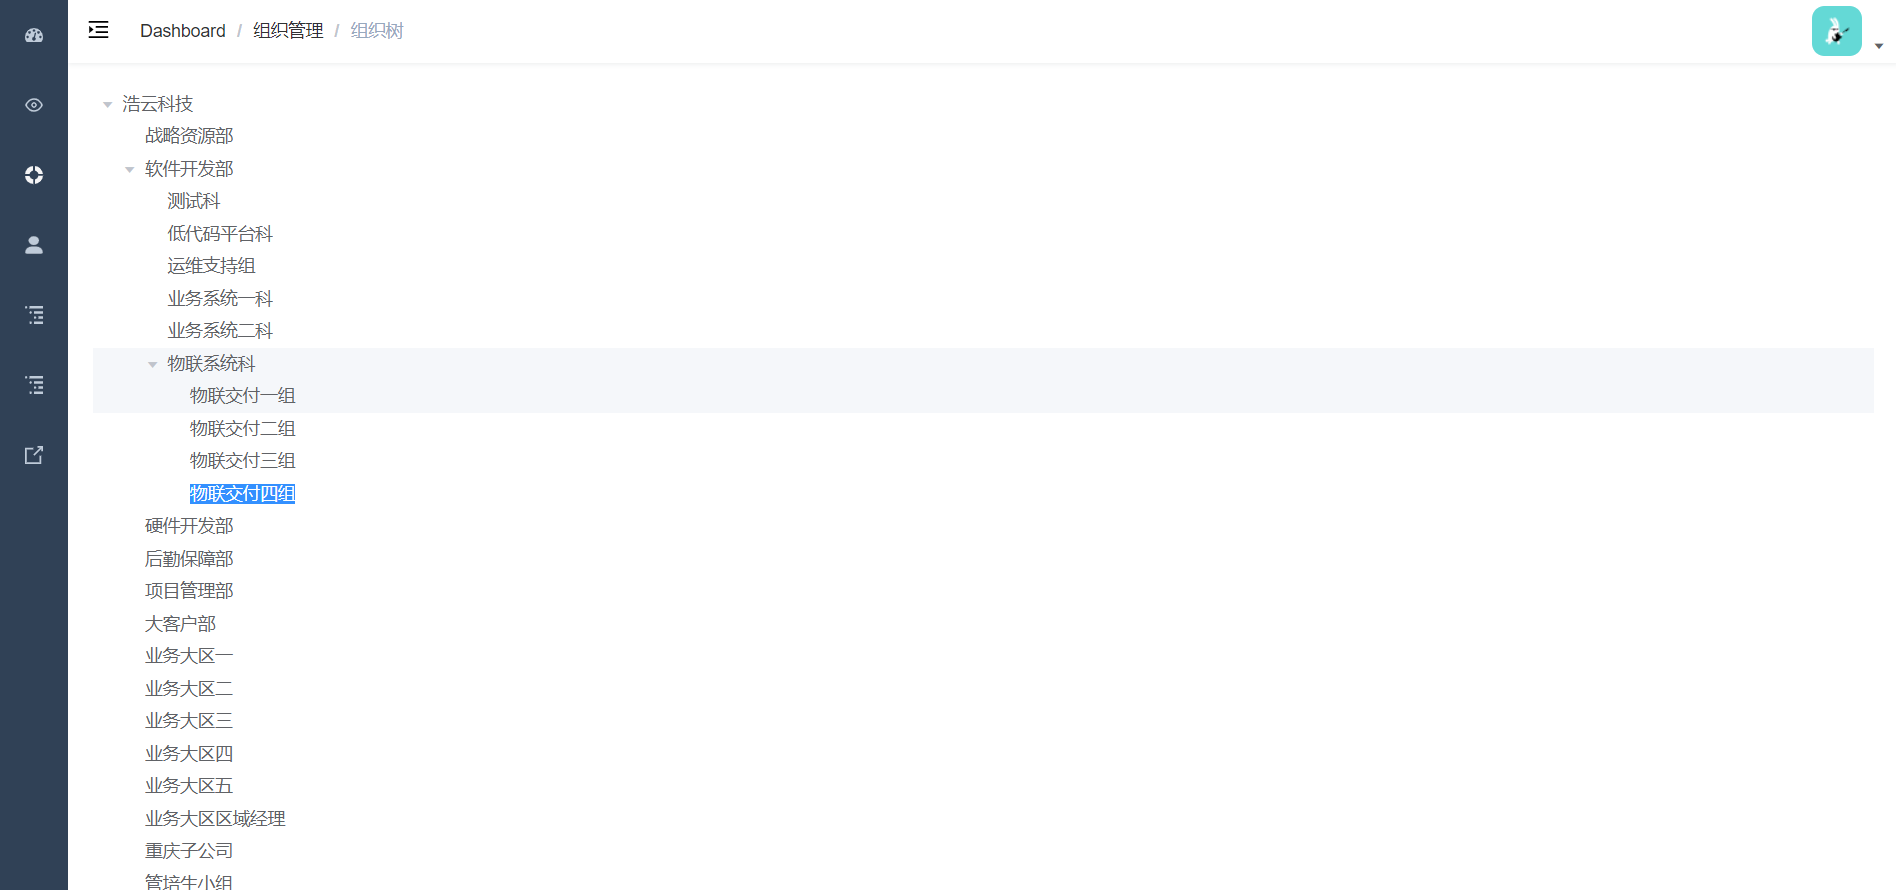 Dashboard / 组织管理 / 组织树
浩云科技
战略资源部
软件开发部
测试科
低代码平台科
运维支持组
业务系统一科
业务系统二科
物联系统科
物联交付一组
物联交付二组
物联交付三组
物联交付四组
硬件开发部
后勤保障部
项目管理部
大客户部
业务大区一
业务大区二
业务大区三
业务大区四
业务大区五
业务大区区域经理
重庆子公司
管培生小组